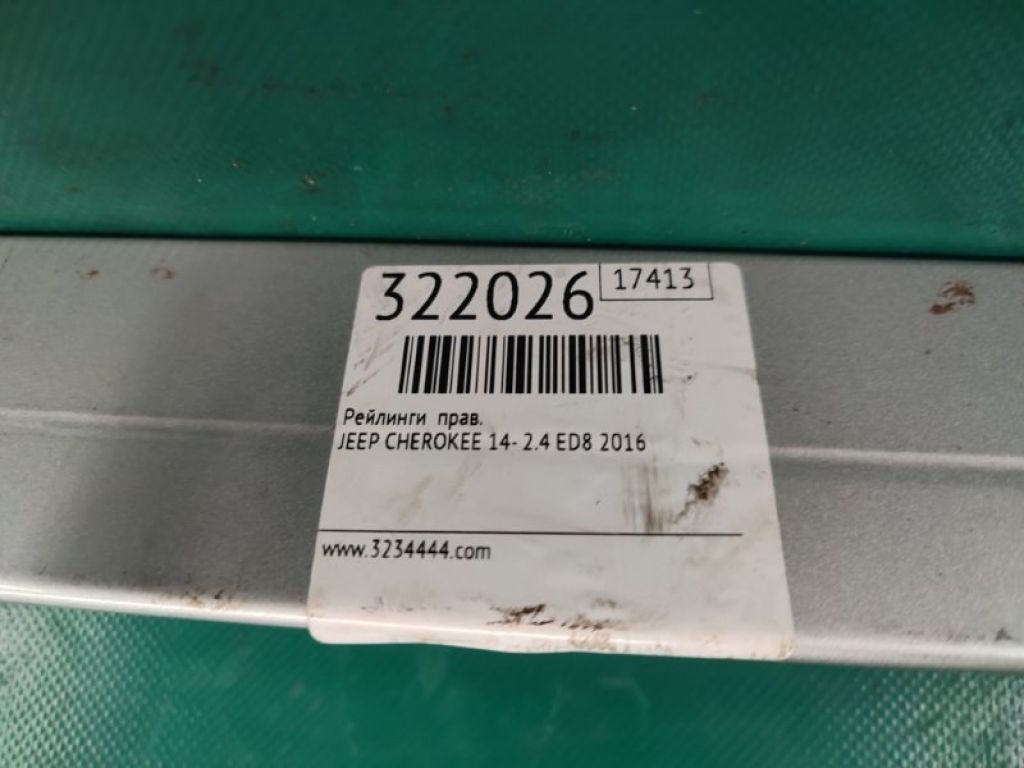 322026 17413
Рейлинги прав.
JEEP CHEROKEE 14- 2.4 ED8 2016
www.3234444.com